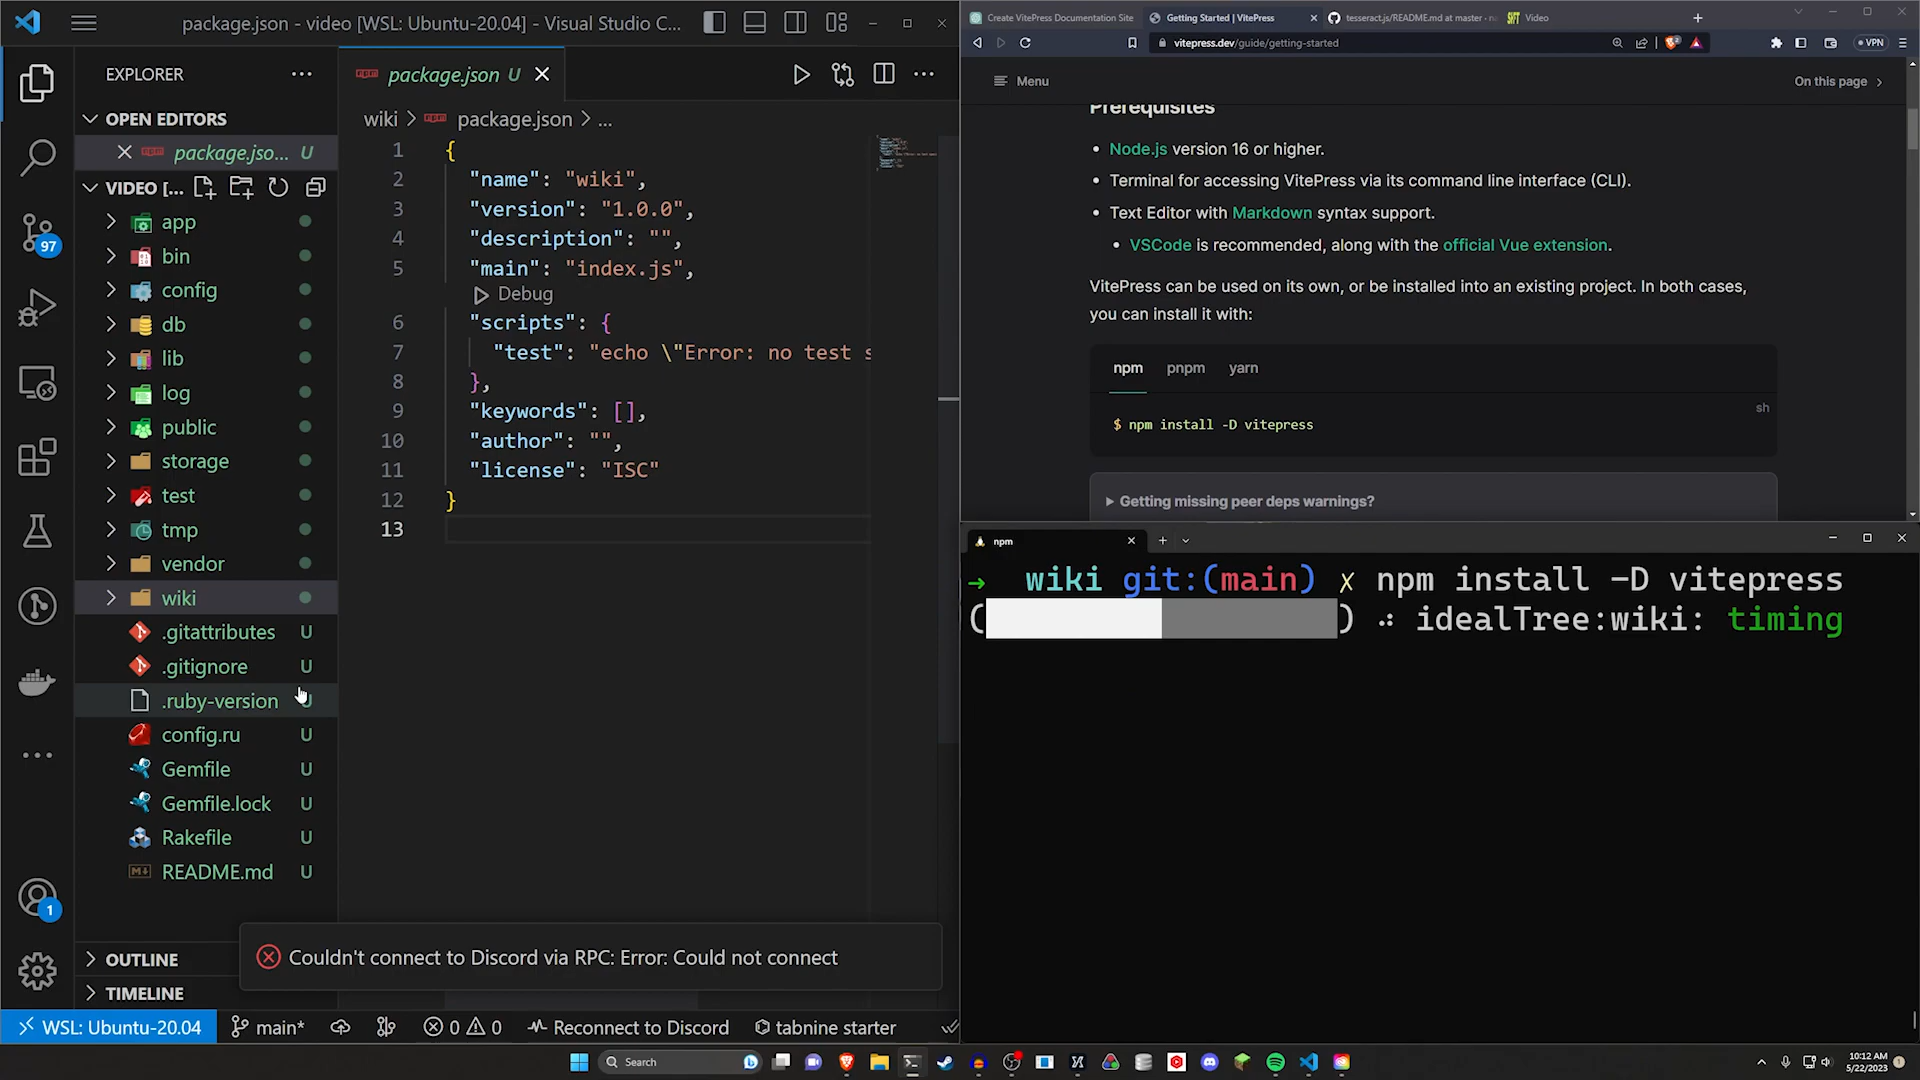 package.json - video [WSL: Ubuntu-20.04] - Visual Studio C...
EXPLORER
OPEN EDITORS
package.jso... U
VIDEO [...
app
bin
config
db
lib
log
public
storage
test
tmp
vendor
wiki
.gitattributes U
.gitignore U
.ruby-version U
config.ru U
Gemfile U
Gemfile.lock U
Rakefile U
README.md U
OUTLINE
TIMELINE
97
1
package.json U
wiki > package.json > ...
1 {
2 "name": "wiki",
3 "version": "1.0.0",
4 "description": "",
5 "main": "index.js",
Debug
6 "scripts": {
7 "test": "echo \"Error: no test s
8 },
9 "keywords": [],
10 "author": "",
11 "license": "ISC"
12 }
13
Couldn't connect to Discord via RPC: Error: Could not connect
WSL: Ubuntu-20.04 main* 0 0 Reconnect to Discord tabnine starter
Create VitePress Documentation Site
Getting Started | VitePress
tesseract.js/README.md at master · n
Video
vitepress.dev/guide/getting-started
VPN
Menu
On this page
Prerequisites
Node.js version 16 or higher.
Terminal for accessing VitePress via its command line interface (CLI).
Text Editor with Markdown syntax support.
VSCode is recommended, along with the official Vue extension.
VitePress can be used on its own, or be installed into an existing project. In both cases,
you can install it with:
npm pnpm yarn
sh
$ npm install -D vitepress
Getting missing peer deps warnings?
npm
→ wiki git:(main) ✗ npm install -D vitepress
( ) ⠴ idealTree:wiki: timing
Search
10:12 AM
5/22/2023